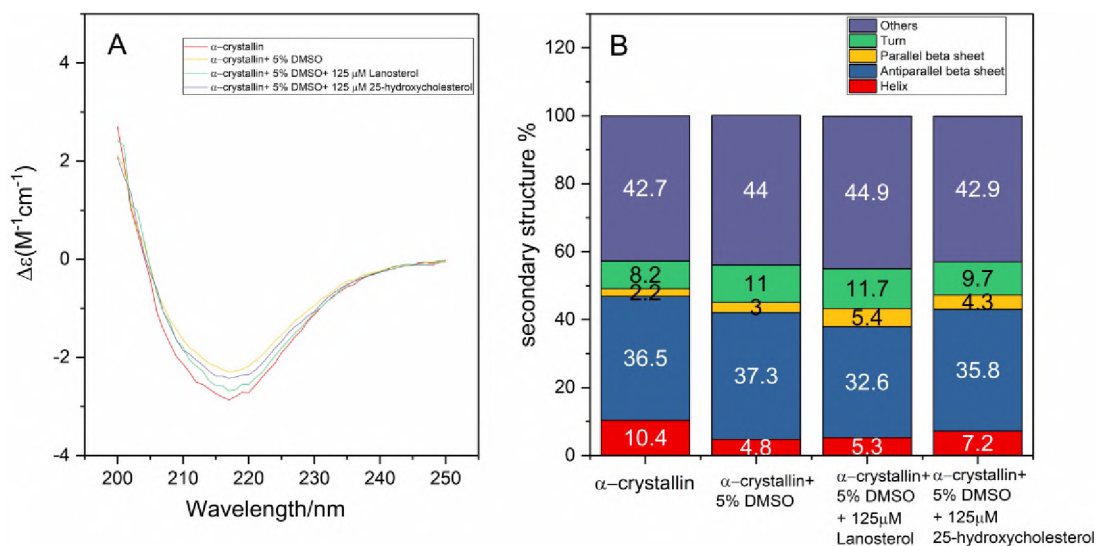 A
α−crystallin
α−crystallin+ 5% DMSO
α−crystallin+ 5% DMSO+ 125 μM Lanosterol
α−crystallin+ 5% DMSO+ 125 μM 25-hydroxycholesterol
4
2
0
-2
-4
Δε(M⁻¹cm⁻¹)
200
210
220
230
240
250
Wavelength/nm
B
Others
Turn
Parallel beta sheet
Antiparallel beta sheet
Helix
secondary structure %
100
80
60
40
20
0
42.7
8.2
2.2
36.5
10.4
44
11
3
37.3
4.8
44.9
11.7
5.4
32.6
5.3
42.9
9.7
4.3
35.8
7.2
α−crystallin
α−crystallin+
5% DMSO
α−crystallin+
5% DMSO
+ 125μM
Lanosterol
α−crystallin+
5% DMSO
+ 125μM
25-hydroxycholesterol